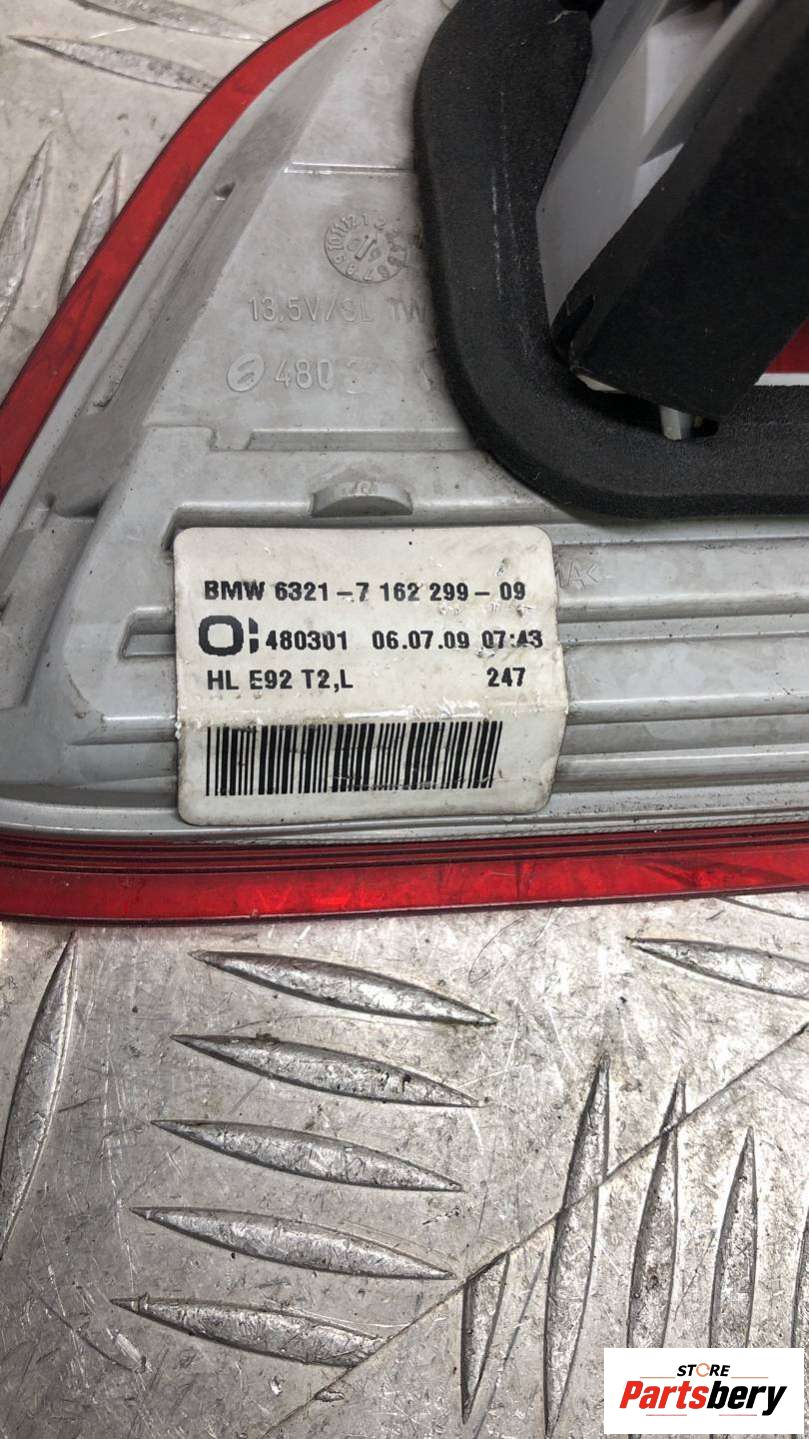 13,5V/3L
480
BMW 6321-7 162 299-09
480301 06.07.09 07:43
HL E92 T2,L 247
STORE
Partsbery